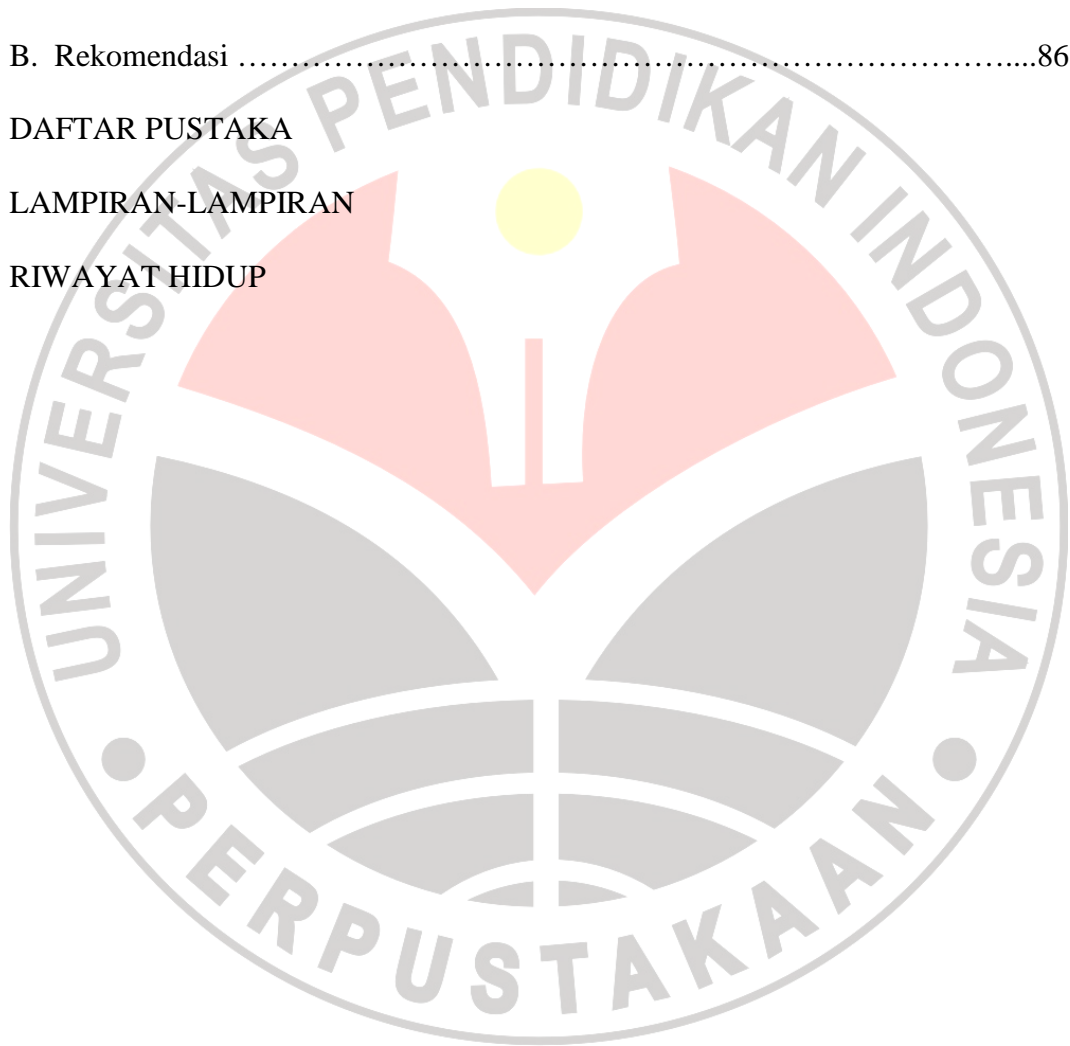 B. Rekomendasi …………………………………………………………………....86
DAFTAR PUSTAKA
LAMPIRAN-LAMPIRAN
RIWAYAT HIDUP
UNIVERSITAS PENDIDIKAN INDONESIA
PERPUSTAKAAN